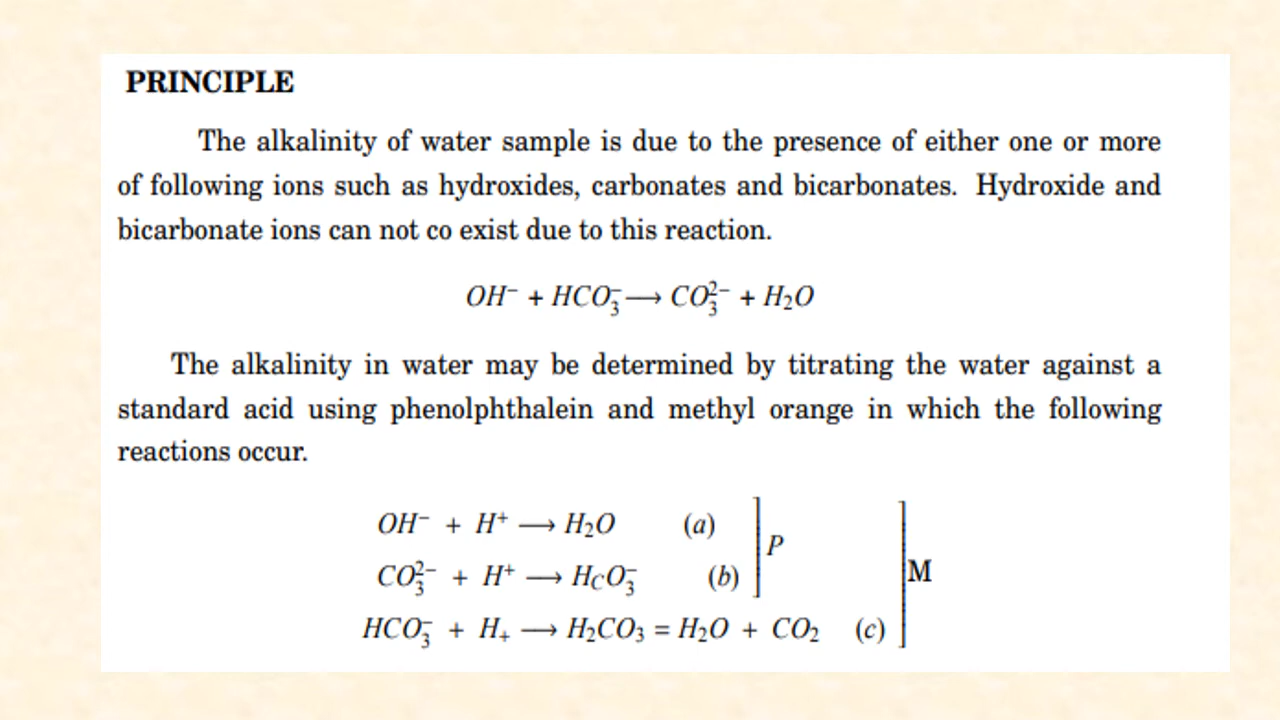 PRINCIPLE
The alkalinity of water sample is due to the presence of either one or more
of following ions such as hydroxides, carbonates and bicarbonates. Hydroxide and
bicarbonate ions can not co exist due to this reaction.
OH⁻ + HCO₃⁻ ⟶ CO₃²⁻ + H₂O
The alkalinity in water may be determined by titrating the water against a
standard acid using phenolphthalein and methyl orange in which the following
reactions occur.
OH⁻ + H⁺ ⟶ H₂O (a)
P
CO₃²⁻ + H⁺ ⟶ HCO₃⁻ (b)
M
HCO₃⁻ + H₊ ⟶ H₂CO₃ = H₂O + CO₂ (c)